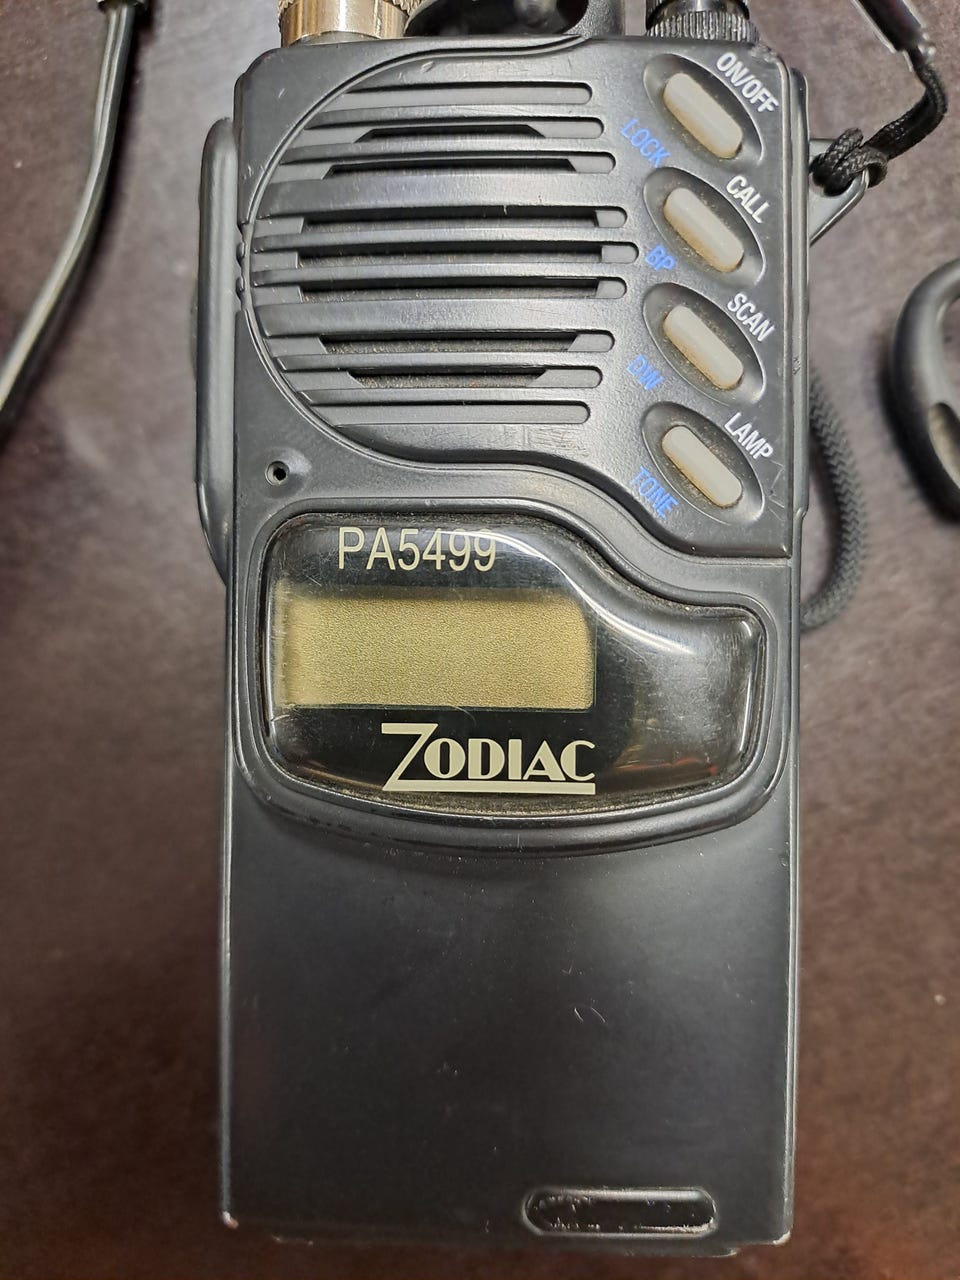 ON/OFF
LOCK
CALL
BP
SCAN
DW
LAMP
TONE
PA5499
ZODIAC